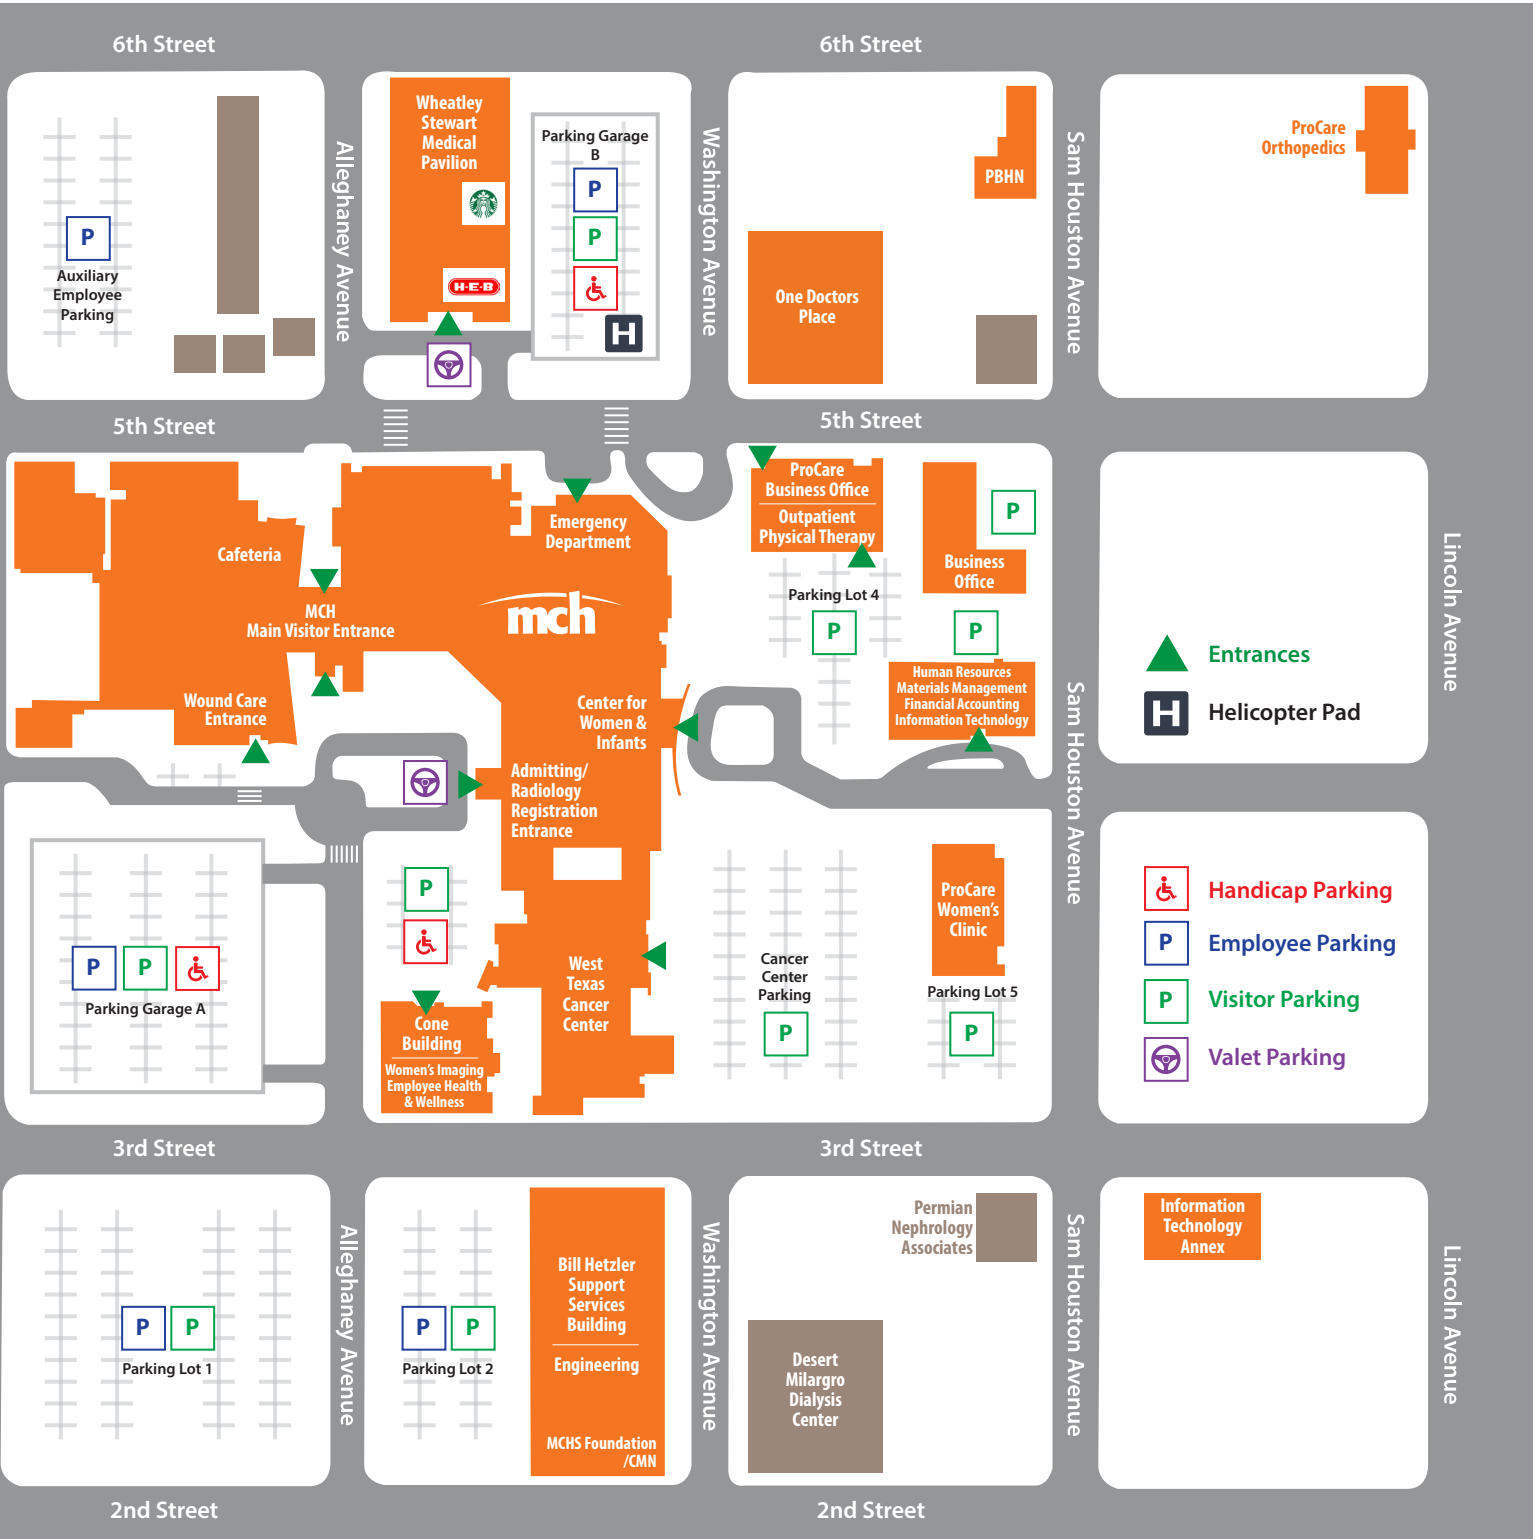 6th Street
6th Street
Wheatley
Stewart
Medical
Pavilion
H-E-B
Parking Garage
B
P
P
H
Alleghaney Avenue
Washington Avenue
PBHN
Sam Houston Avenue
ProCare
Orthopedics
P
Auxiliary
Employee
Parking
One Doctors
Place
5th Street
5th Street
Cafeteria
MCH
Main Visitor Entrance
Emergency
Department
mch
ProCare
Business Office
Outpatient
Physical Therapy
P
Business
Office
Parking Lot 4
P
P
Human Resources
Materials Management
Financial Accounting
Information Technology
Wound Care
Entrance
Center for
Women &
Infants
Admitting/
Radiology
Registration
Entrance
Lincoln Avenue
Entrances
H
Helicopter Pad
Sam Houston Avenue
P
P
P
Parking Garage A
West
Texas
Cancer
Center
Cone
Building
Women's Imaging
Employee Health
& Wellness
Cancer
Center
Parking
P
ProCare
Women's
Clinic
Parking Lot 5
P
Handicap Parking
P
Employee Parking
P
Visitor Parking
Valet Parking
3rd Street
3rd Street
P
P
Parking Lot 1
Alleghaney Avenue
P
P
Parking Lot 2
Bill Hetzler
Support
Services
Building
Engineering
MCHS Foundation
/CMN
Washington Avenue
Permian
Nephrology
Associates
Desert
Milargro
Dialysis
Center
Sam Houston Avenue
Information
Technology
Annex
Lincoln Avenue
2nd Street
2nd Street